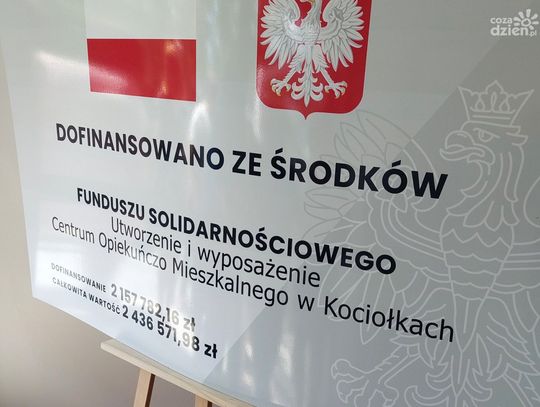 coza
dzień.pl
DOFINANSOWANO ZE ŚRODKÓW
FUNDUSZU SOLIDARNOŚCIOWEGO
Utworzenie i wyposażenie
Centrum Opiekuńczo Mieszkalnego w Kociołkach
DOFINANSOWANIE 2 157 782,16 zł
CAŁKOWITA WARTOŚĆ 2 436 571,98 zł